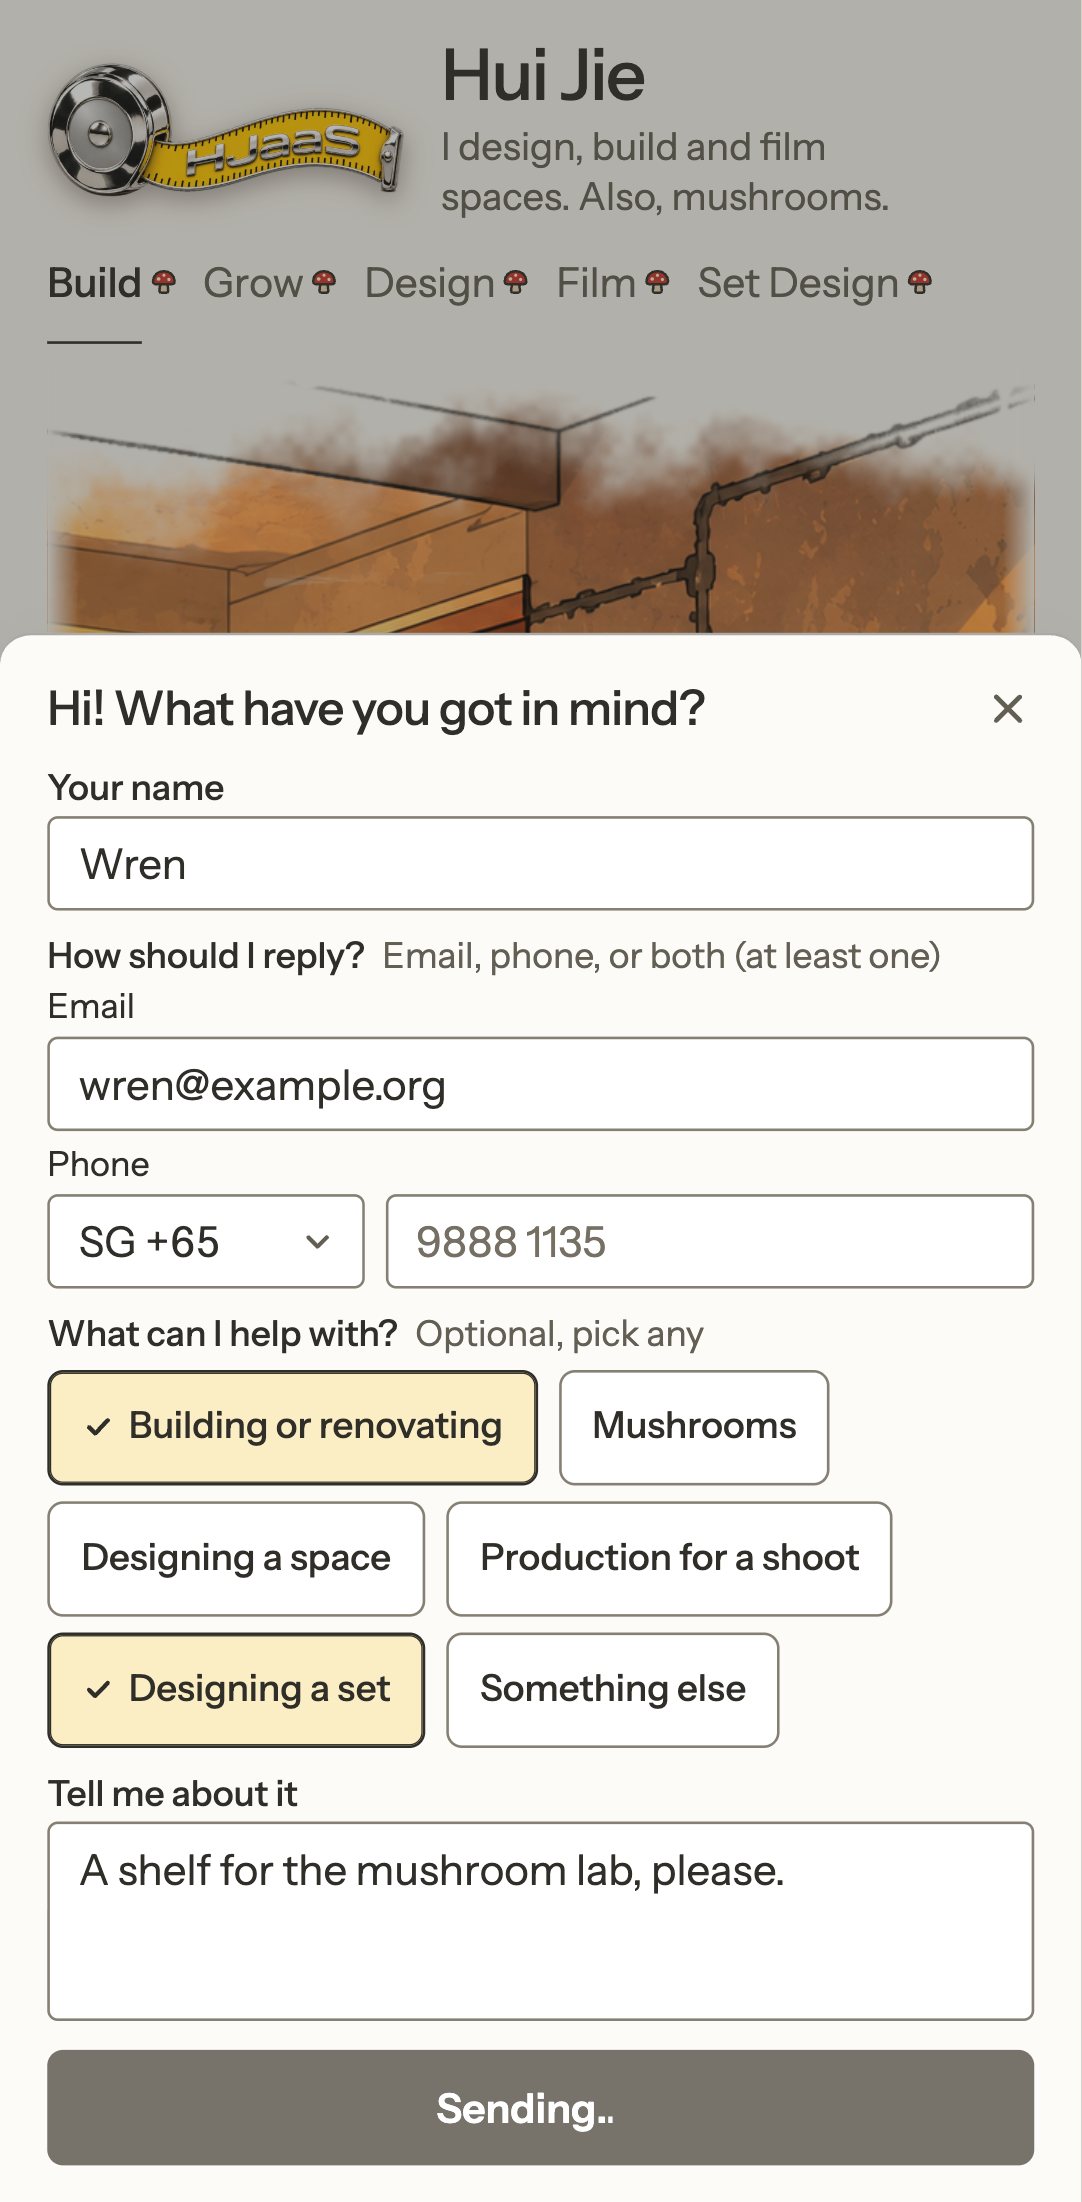 HJaaS
Hui Jie
I design, build and film
spaces. Also, mushrooms.
Build Grow Design Film Set Design
Hi! What have you got in mind?
Your name
Wren
How should I reply? Email, phone, or both (at least one)
Email
wren@example.org
Phone
SG +65 9888 1135
What can I help with? Optional, pick any
Building or renovating Mushrooms
Designing a space Production for a shoot
Designing a set Something else
Tell me about it
A shelf for the mushroom lab, please.
Sending..